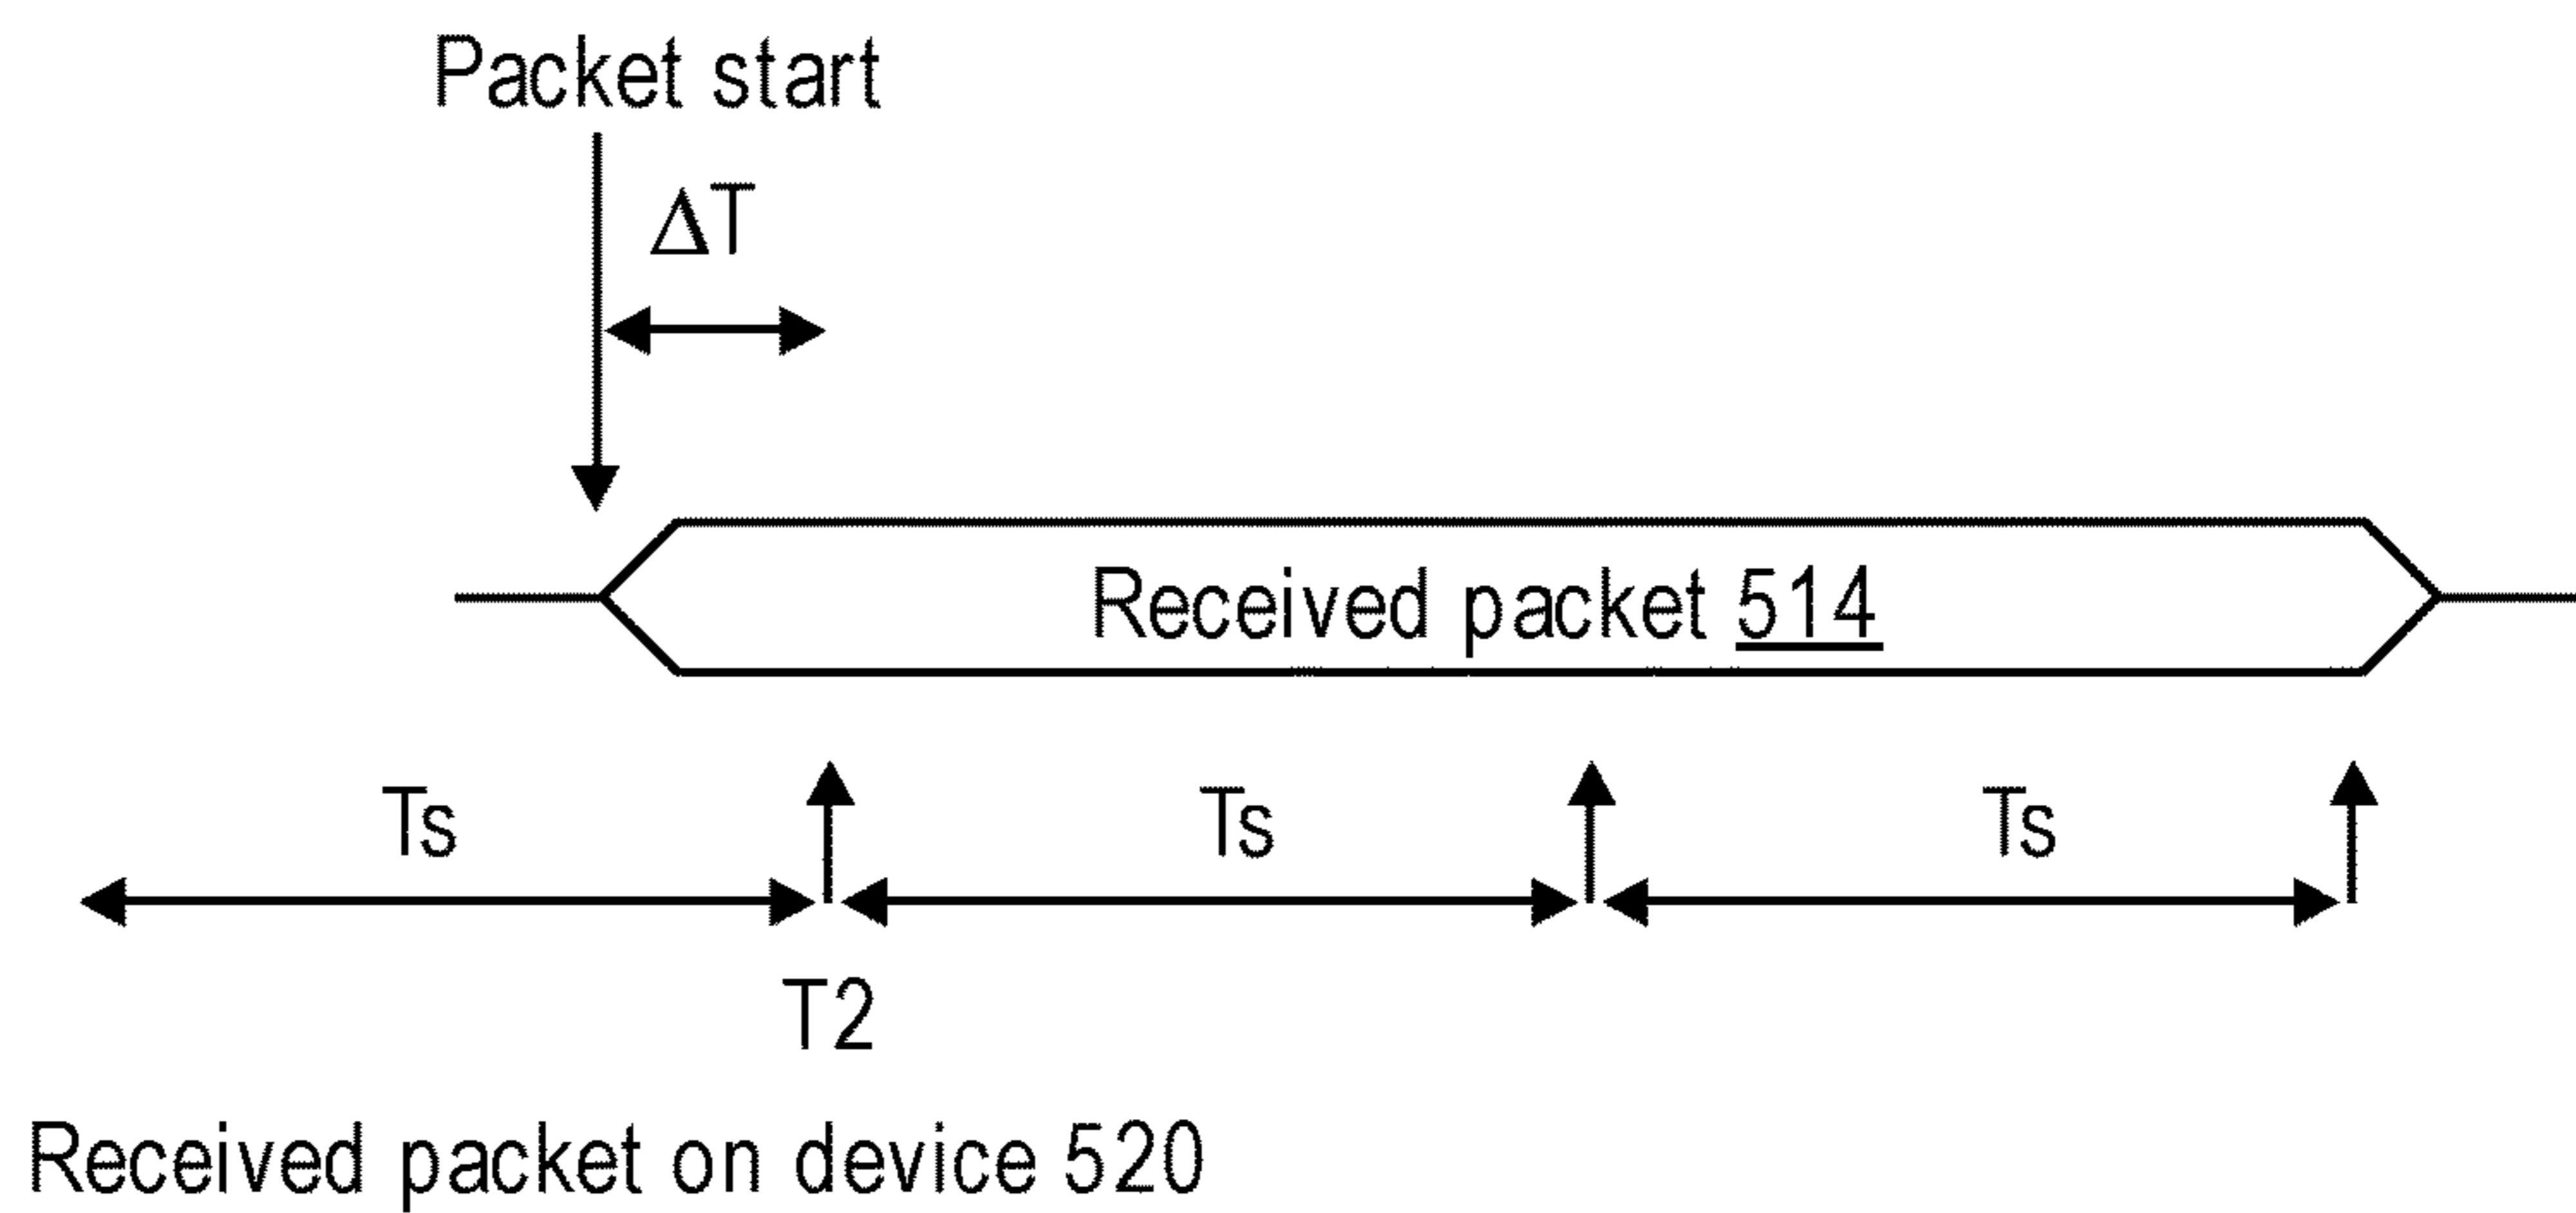 Packet start
ΔT
Received packet 514
Ts
Ts
Ts
T2
Received packet on device 520